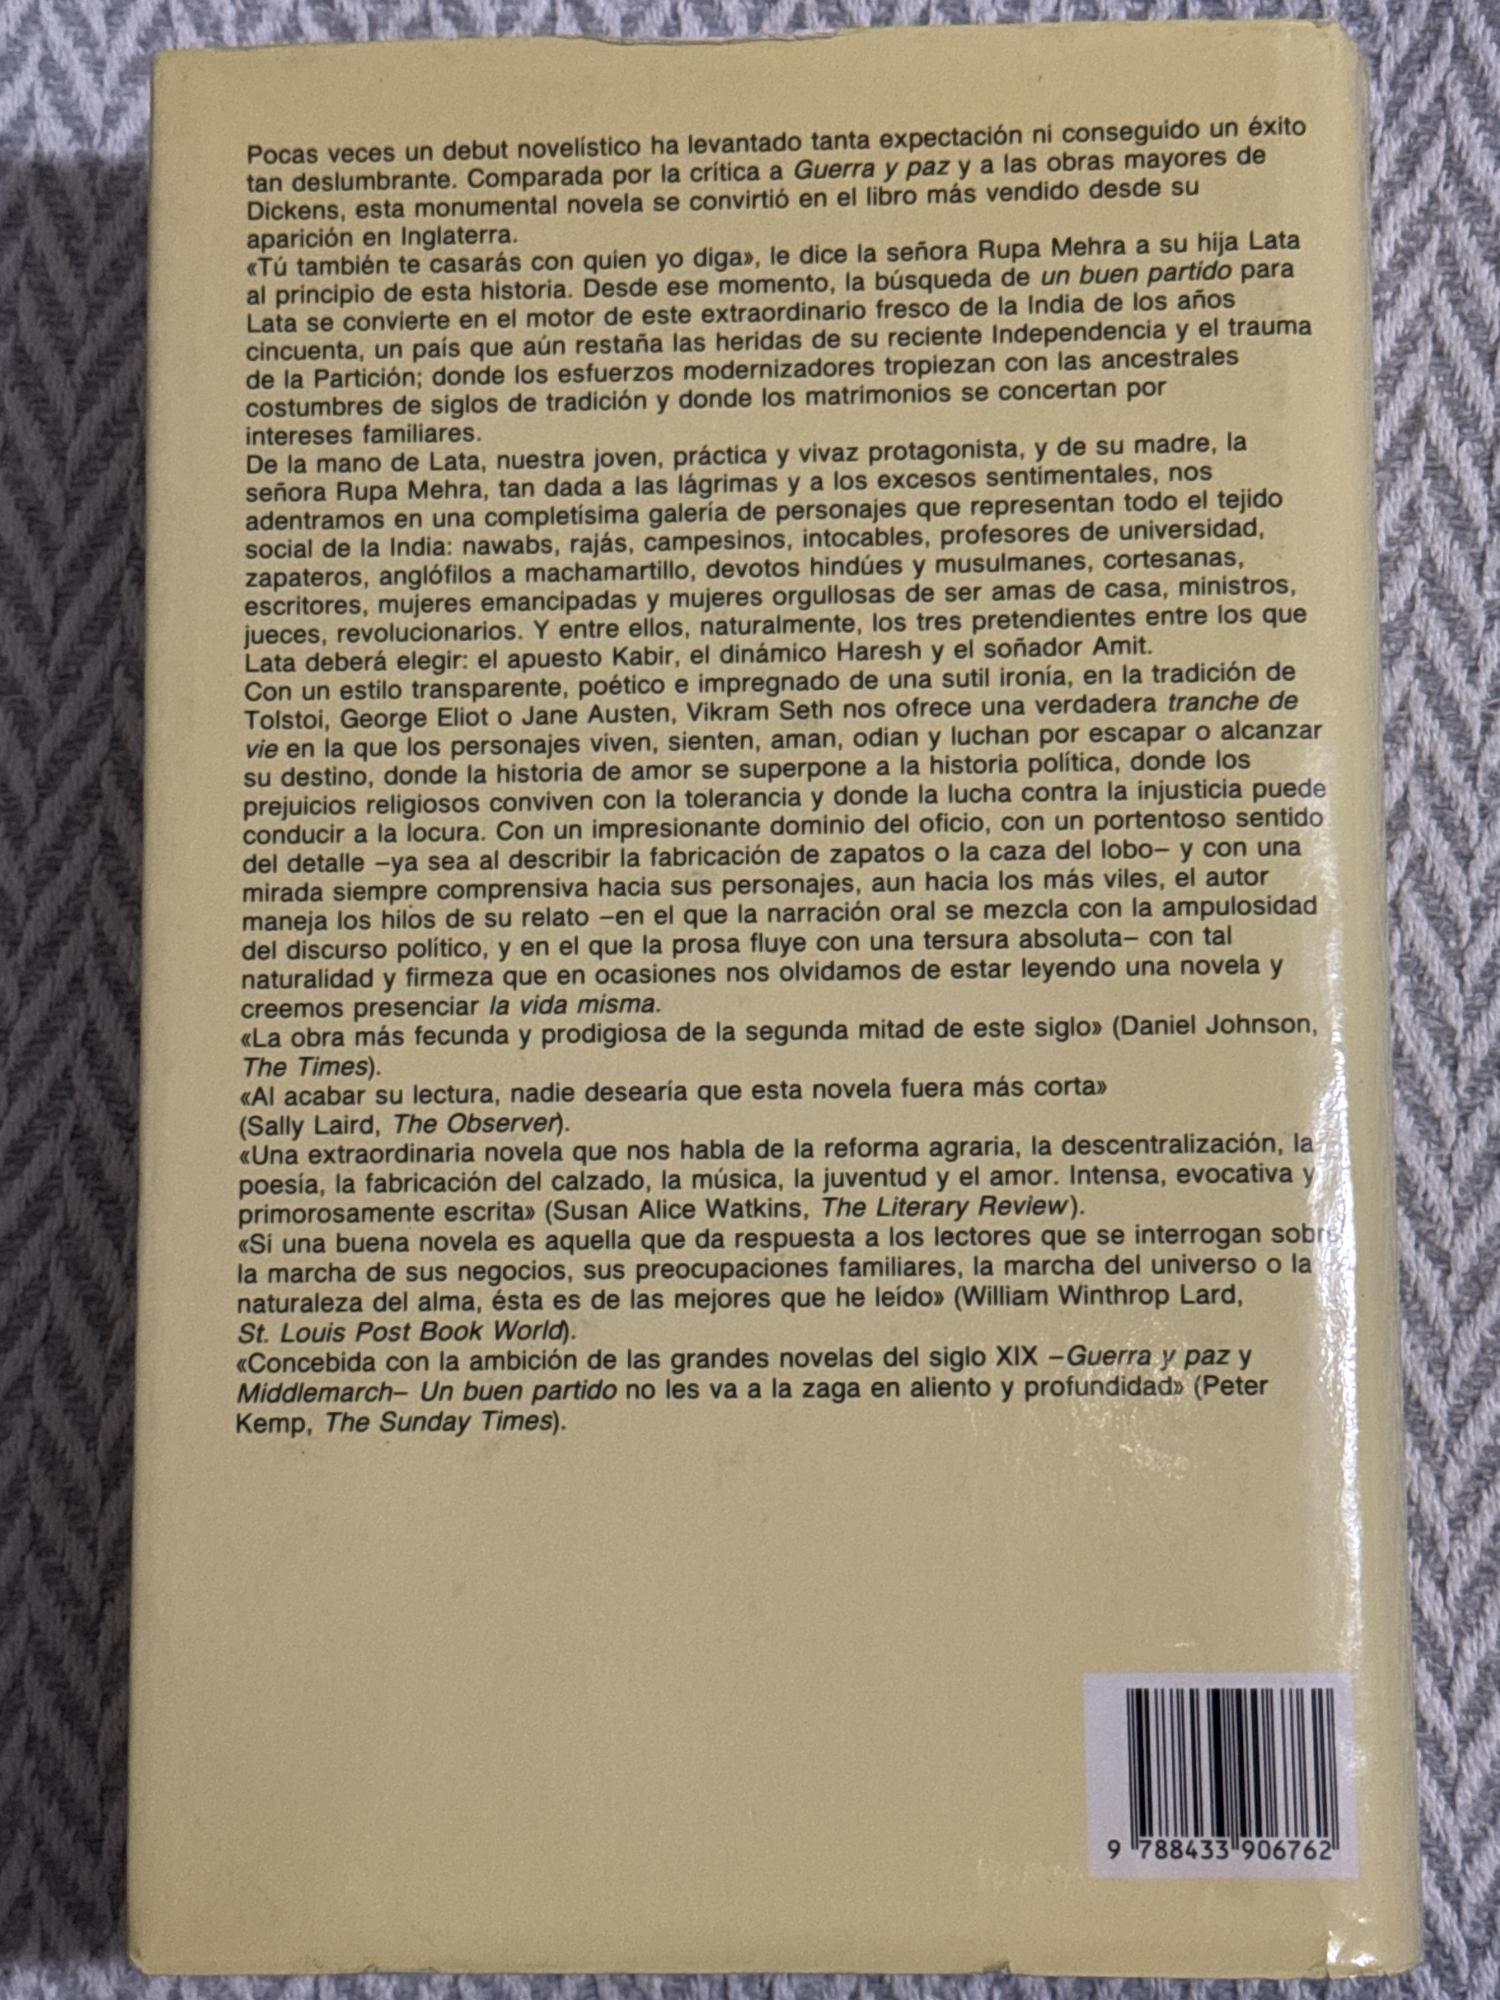 Pocas veces un debut novelístico ha levantado tanta expectación ni conseguido un éxito
tan deslumbrante. Comparada por la crítica a Guerra y paz y a las obras mayores de
Dickens, esta monumental novela se convirtió en el libro más vendido desde su
aparición en Inglaterra.
«Tú también te casarás con quien yo diga», le dice la señora Rupa Mehra a su hija Lata
al principio de esta historia. Desde ese momento, la búsqueda de un buen partido para
Lata se convierte en el motor de este extraordinario fresco de la India de los años
cincuenta, un país que aún restaña las heridas de su reciente Independencia y el trauma
de la Partición; donde los esfuerzos modernizadores tropiezan con las ancestrales
costumbres de siglos de tradición y donde los matrimonios se conciertan por
intereses familiares.
De la mano de Lata, nuestra joven, práctica y vivaz protagonista, y de su madre, la
señora Rupa Mehra, tan dada a las lágrimas y a los excesos sentimentales, nos
adentramos en una completísima galería de personajes que representan todo el tejido
social de la India: nawabs, rajás, campesinos, intocables, profesores de universidad,
zapateros, anglófilos a machamartillo, devotos hindúes y musulmanes, cortesanas,
escritores, mujeres emancipadas y mujeres orgullosas de ser amas de casa, ministros,
jueces, revolucionarios. Y entre ellos, naturalmente, los tres pretendientes entre los que
Lata deberá elegir: el apuesto Kabir, el dinámico Haresh y el soñador Amit.
Con un estilo transparente, poético e impregnado de una sutil ironía, en la tradición de
Tolstoi, George Eliot o Jane Austen, Vikram Seth nos ofrece una verdadera tranche de
vie en la que los personajes viven, sienten, aman, odian y luchan por escapar o alcanzar
su destino, donde la historia de amor se superpone a la historia política, donde los
prejuicios religiosos conviven con la tolerancia y donde la lucha contra la injusticia puede
conducir a la locura. Con un impresionante dominio del oficio, con un portentoso sentido
del detalle –ya sea al describir la fabricación de zapatos o la caza del lobo– y con una
mirada siempre comprensiva hacia sus personajes, aun hacia los más viles, el autor
maneja los hilos de su relato –en el que la narración oral se mezcla con la ampulosidad
del discurso político, y en el que la prosa fluye con una tersura absoluta– con tal
naturalidad y firmeza que en ocasiones nos olvidamos de estar leyendo una novela y
creemos presenciar la vida misma.
«La obra más fecunda y prodigiosa de la segunda mitad de este siglo» (Daniel Johnson,
The Times).
«Al acabar su lectura, nadie desearía que esta novela fuera más corta»
(Sally Laird, The Observer).
«Una extraordinaria novela que nos habla de la reforma agraria, la descentralización, la
poesía, la fabricación del calzado, la música, la juventud y el amor. Intensa, evocativa y
primorosamente escrita» (Susan Alice Watkins, The Literary Review).
«Si una buena novela es aquella que da respuesta a los lectores que se interrogan sobre
la marcha de sus negocios, sus preocupaciones familiares, la marcha del universo o la
naturaleza del alma, ésta es de las mejores que he leído» (William Winthrop Lard,
St. Louis Post Book World).
«Concebida con la ambición de las grandes novelas del siglo XIX –Guerra y paz y
Middlemarch– Un buen partido no les va a la zaga en aliento y profundidad» (Peter
Kemp, The Sunday Times).
9 788433 906762